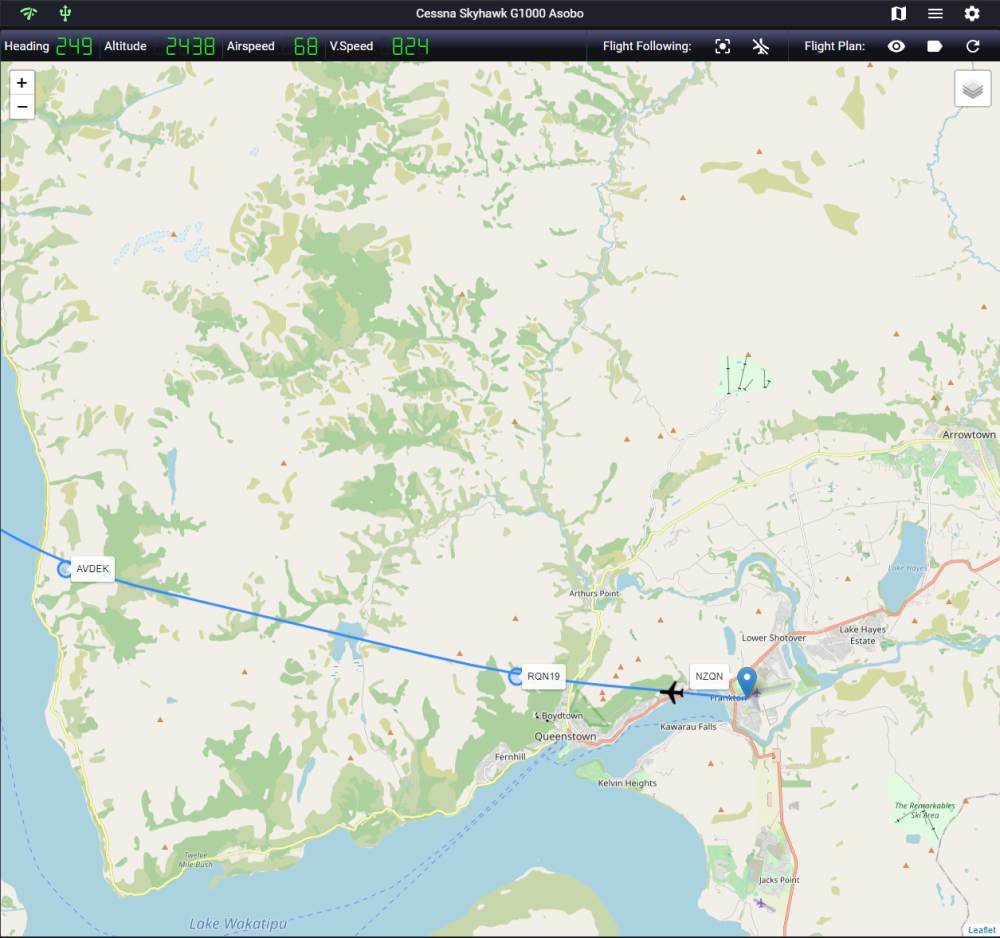 Cessna Skyhawk G1000 Asobo
Heading 249 Altitude 2438 Airspeed 68 V.Speed 824 Flight Following: Flight Plan:
+
−
Arrowtown
AVDEK
Lake Hayes
Arthurs Point
Lake Hayes
Estate
Lower Shotover
RQN19
NZQN
Frankton
Boydtown
Kawarau Falls
Queenstown
Fernhill
Kelvin Heights
The Remarkables
Ski Area
Twelve
Mile Bush
Jacks Point
Lake Wakatipu
Leaflet